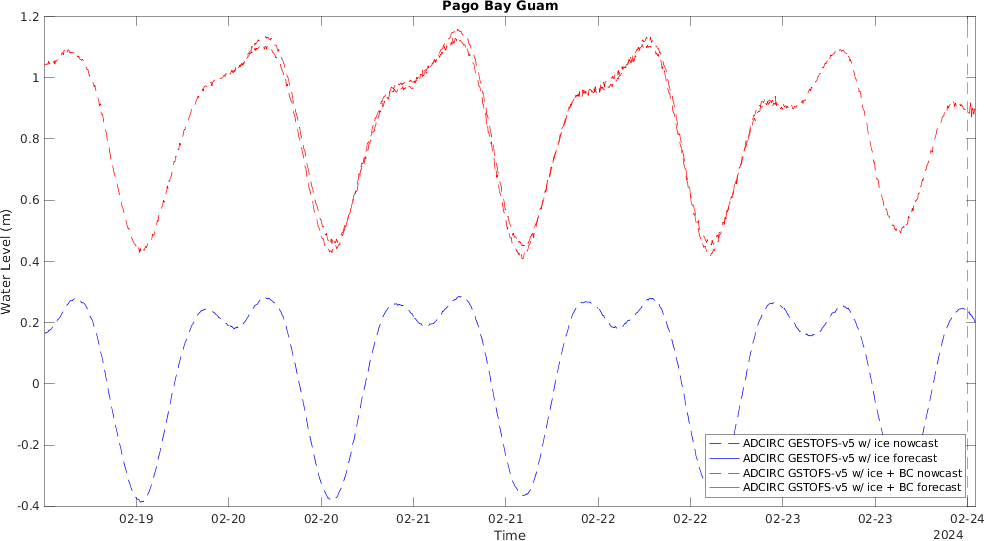 Pago Bay Guam
Water Level (m)
1.2
1
0.8
0.6
0.4
0.2
0
-0.2
-0.4
ADCIRC GESTOFS-v5 w/ ice nowcast
ADCIRC GESTOFS-v5 w/ ice forecast
ADCIRC GSTOFS-v5 w/ ice + BC nowcast
ADCIRC GSTOFS-v5 w/ ice + BC forecast
02-19 02-20 02-20 02-21 02-21 02-22 02-22 02-23 02-23 02-24
Time
2024